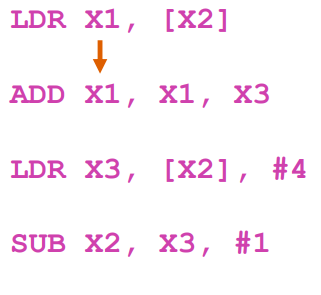 LDR X1, [X2]
ADD X1, X1, X3
LDR X3, [X2], #4
SUB X2, X3, #1